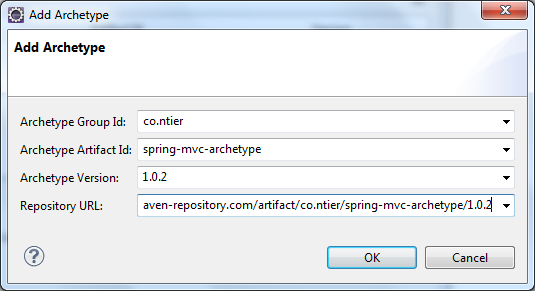 Add Archetype
Add Archetype
Archetype Group Id: co.ntier
Archetype Artifact Id: spring-mvc-archetype
Archetype Version: 1.0.2
Repository URL: aven-repository.com/artifact/co.ntier/spring-mvc-archetype/1.0.2
?
OK Cancel